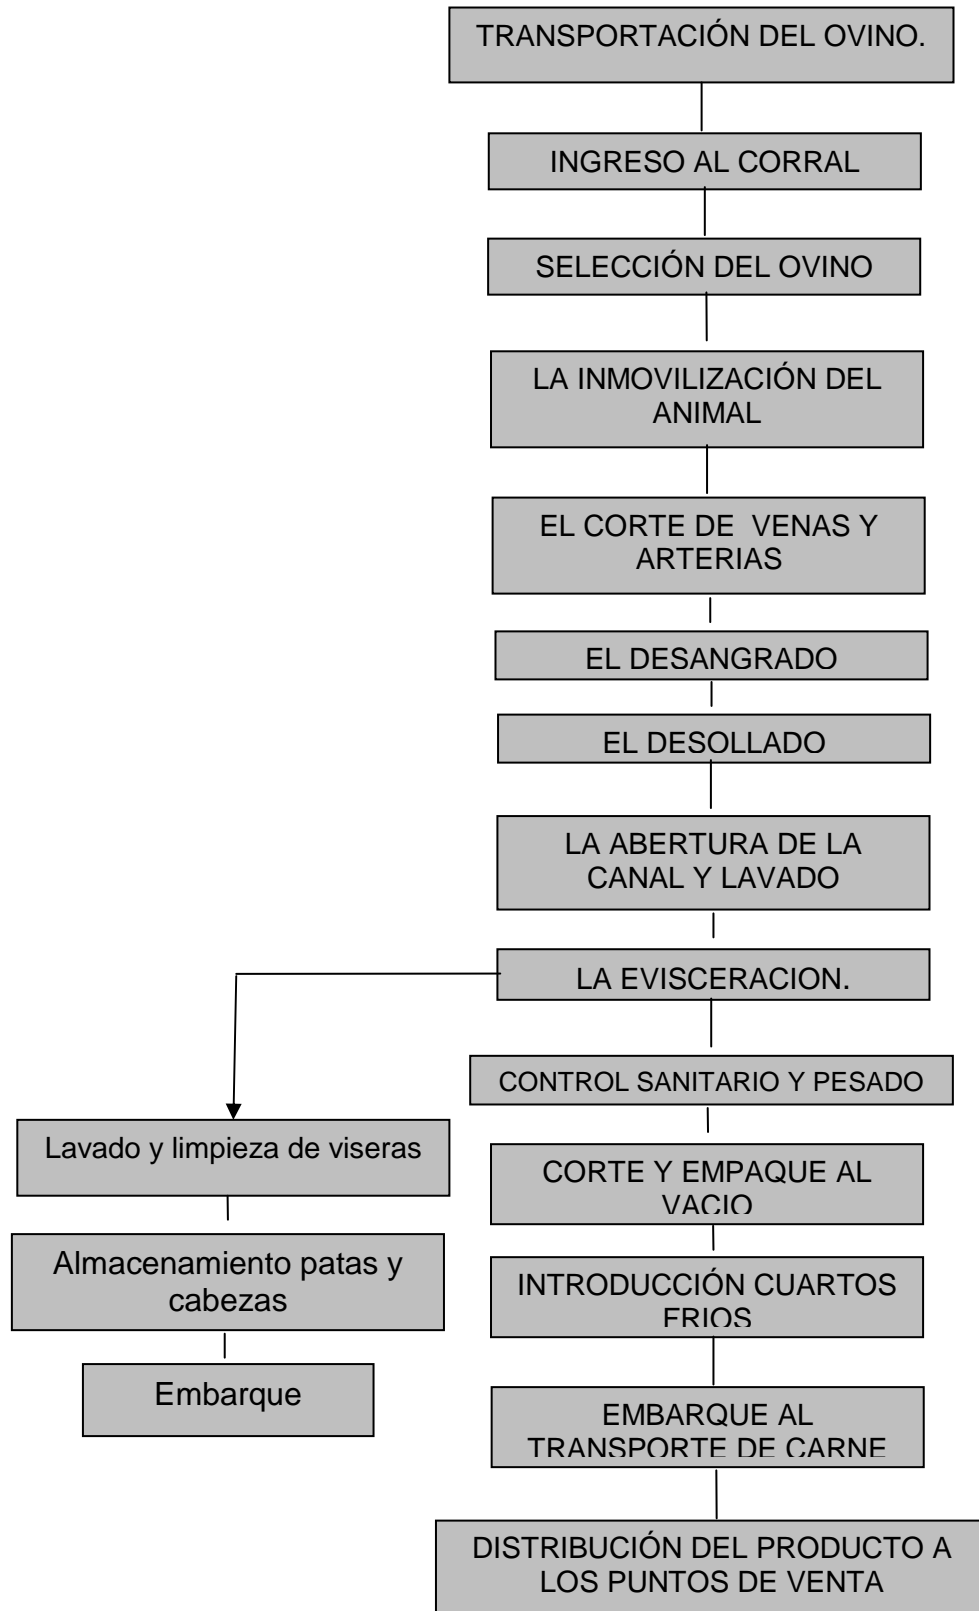 TRANSPORTACIÓN DEL OVINO.
INGRESO AL CORRAL
SELECCIÓN DEL OVINO
LA INMOVILIZACIÓN DEL
ANIMAL
EL CORTE DE VENAS Y
ARTERIAS
EL DESANGRADO
EL DESOLLADO
LA ABERTURA DE LA
CANAL Y LAVADO
LA EVISCERACION.
CONTROL SANITARIO Y PESADO
Lavado y limpieza de viseras
CORTE Y EMPAQUE AL
VACIO
Almacenamiento patas y
cabezas
INTRODUCCIÓN CUARTOS
FRIOS
Embarque
EMBARQUE AL
TRANSPORTE DE CARNE
DISTRIBUCIÓN DEL PRODUCTO A
LOS PUNTOS DE VENTA